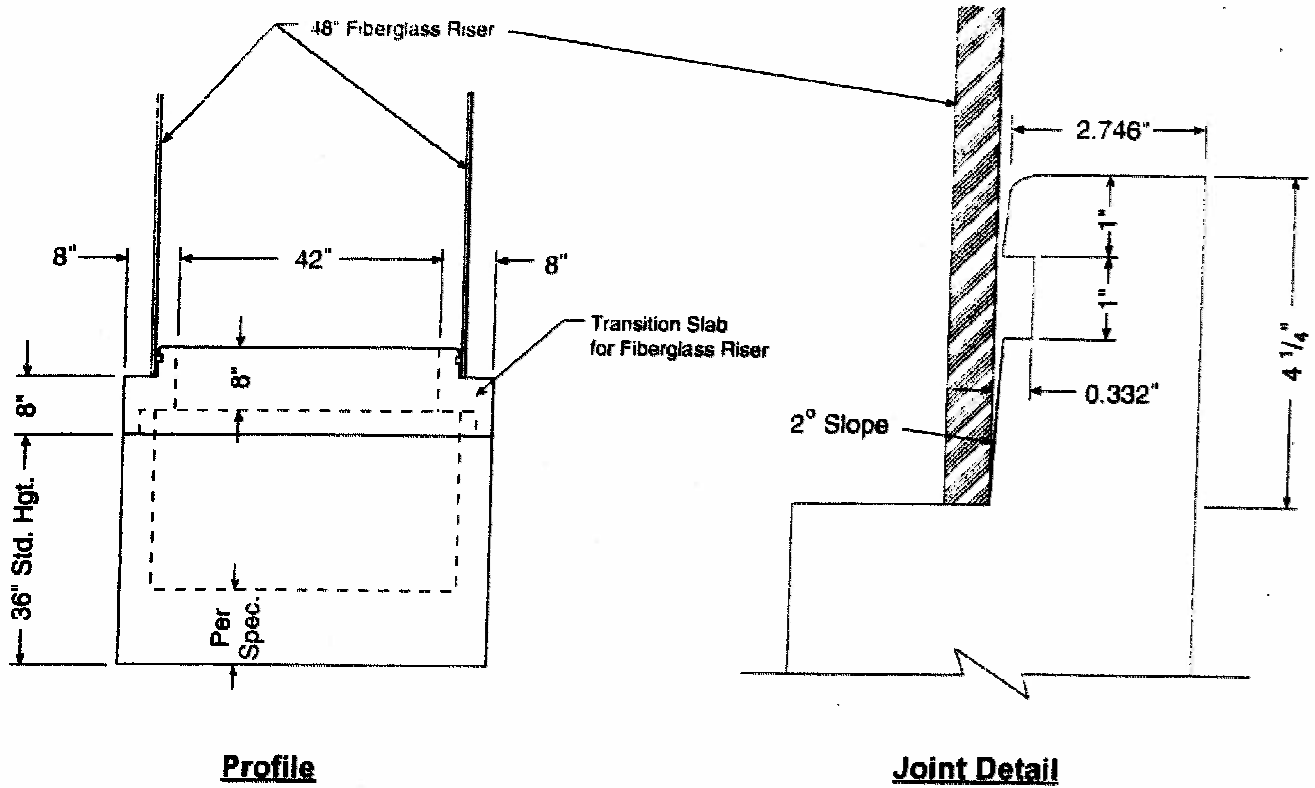 48" Fiberglass Riser
2.746"
1"
8"
42"
8"
1"
Transition Slab
for Fiberglass Riser
4 1/4"
8"
8"
0.332"
2° Slope
36" Std. Hgt.
Per
Spec.
Profile
Joint Detail